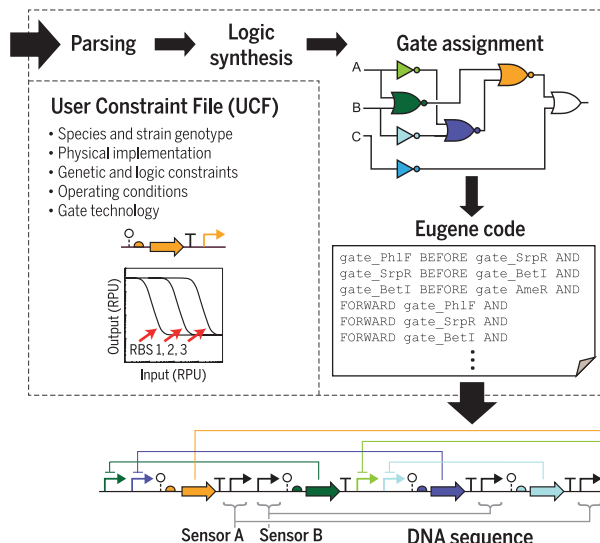 Parsing
Logic
synthesis
Gate assignment
User Constraint File (UCF)
• Species and strain genotype
• Physical implementation
• Genetic and logic constraints
• Operating conditions
• Gate technology
Output (RPU)
RBS 1, 2, 3
Input (RPU)
A
B
C
Eugene code
gate_PhlF BEFORE gate_SrpR AND
gate_SrpR BEFORE gate_BetI AND
gate_BetI BEFORE gate AmeR AND
FORWARD gate_PhlF AND
FORWARD gate_SrpR AND
FORWARD gate_BetI AND
Sensor A
Sensor B
DNA sequence